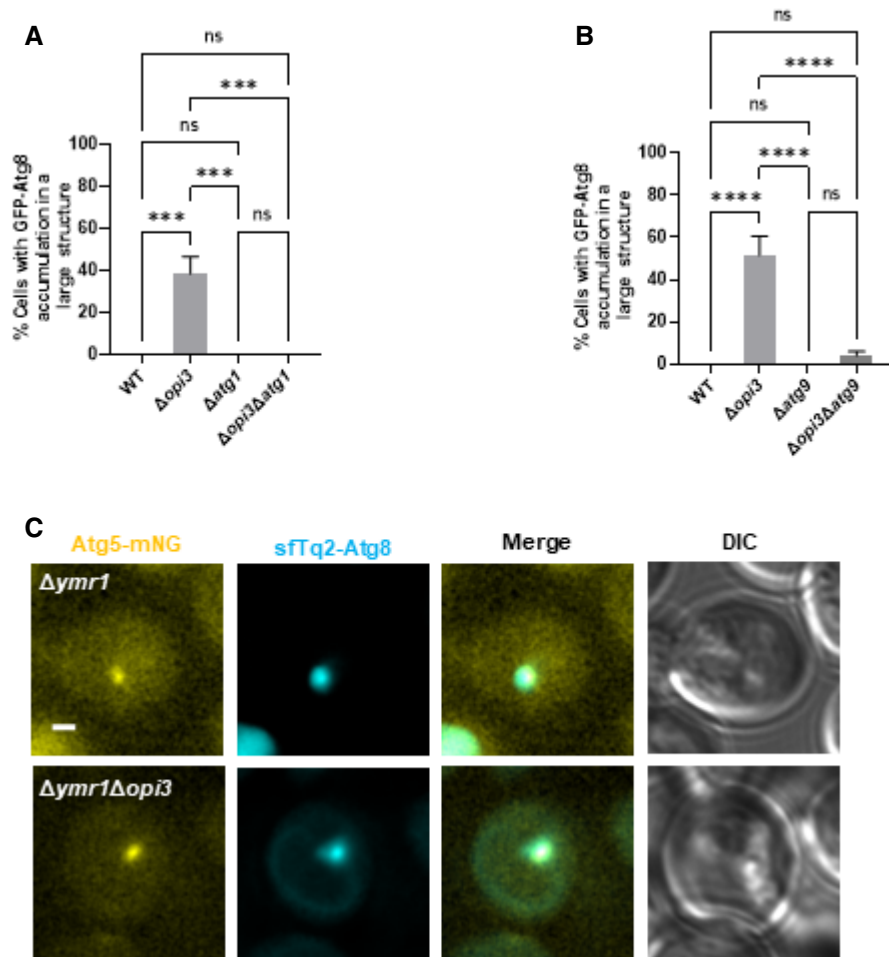 A
ns
***
ns
***
***
ns
% Cells with GFP-Atg8
accumulation in a
large structure
100
80
60
40
20
0
WT
Δopi3
Δatg1
Δopi3Δatg1
B
ns
****
ns
****
****
ns
% Cells with GFP-Atg8
accumulation in a
large structure
100
80
60
40
20
0
WT
Δopi3
Δatg9
Δopi3Δatg9
C
Atg5-mNG sfTq2-Atg8 Merge DIC
Δymr1
Δymr1Δopi3